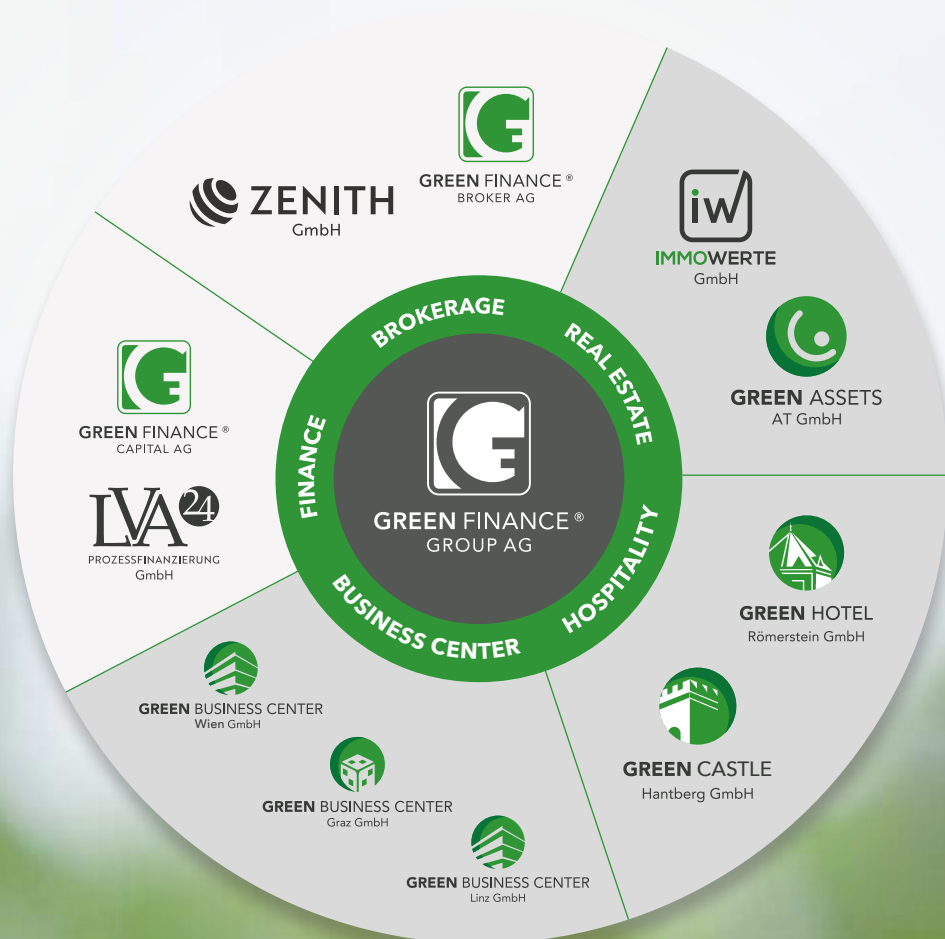 GREEN FINANCE®
GROUP AG
BROKERAGE
REAL ESTATE
HOSPITALITY
BUSINESS CENTER
FINANCE
ZENITH
GmbH
GREEN FINANCE®
BROKER AG
iw
IMMOWERTE
GmbH
GREEN ASSETS
AT GmbH
GREEN HOTEL
Römerstein GmbH
GREEN CASTLE
Hantberg GmbH
GREEN BUSINESS CENTER
Wien GmbH
GREEN BUSINESS CENTER
Graz GmbH
GREEN BUSINESS CENTER
Linz GmbH
GREEN FINANCE®
CAPITAL AG
LVA24
PROZESSFINANZIERUNG
GmbH